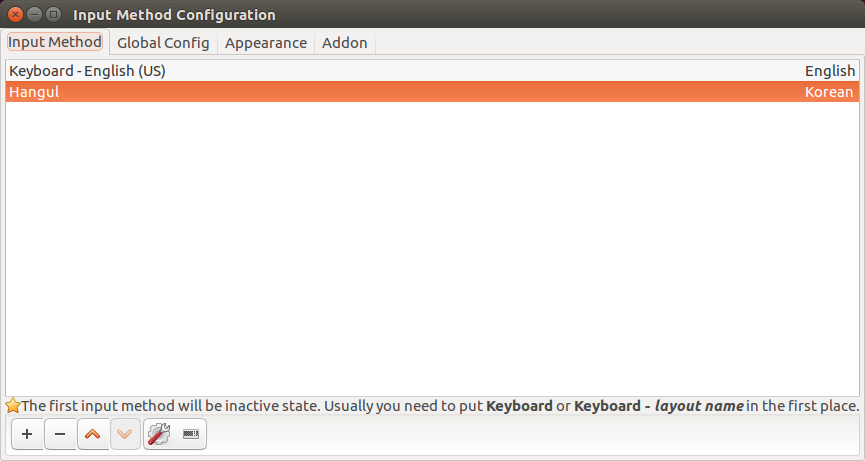 Input Method Configuration
Input Method Global Config Appearance Addon
Keyboard - English (US) English
Hangul Korean
The first input method will be inactive state. Usually you need to put Keyboard or Keyboard - layout name in the first place.